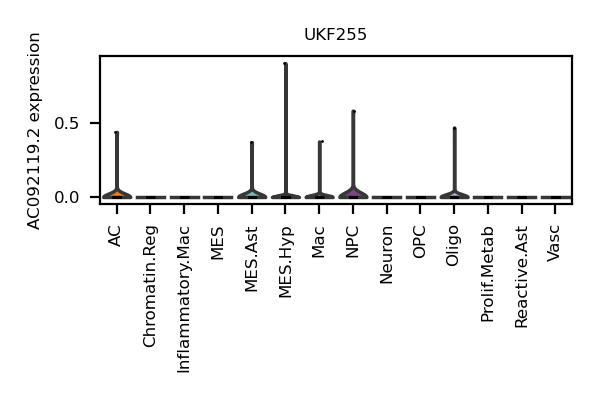 UKF255
AC092119.2 expression
0.5
0.0
AC
Chromatin.Reg
Inflammatory.Mac
MES
MES.Ast
MES.Hyp
Mac
NPC
Neuron
OPC
Oligo
Prolif.Metab
Reactive.Ast
Vasc